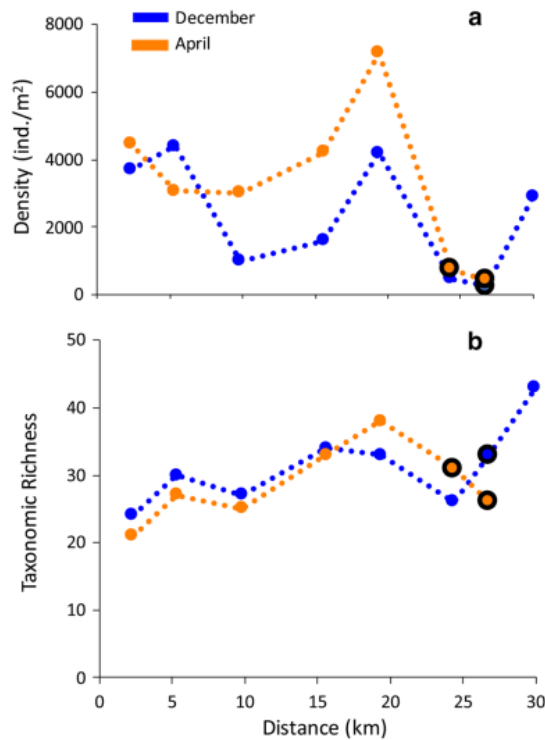 a
December
April
8000
6000
4000
2000
0
Density (ind./m²)
b
50
40
30
20
10
0
Taxonomic Richness
0 5 10 15 20 25 30
Distance (km)